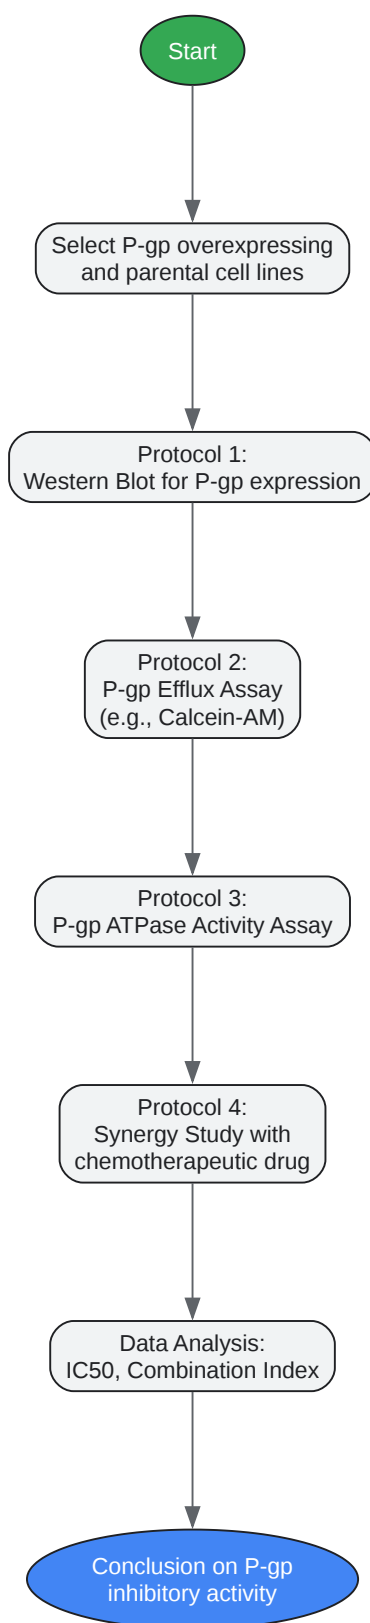 Start
Select P-gp overexpressing
and parental cell lines
Protocol 1:
Western Blot for P-gp expression
Protocol 2:
P-gp Efflux Assay
(e.g., Calcein-AM)
Protocol 3:
P-gp ATPase Activity Assay
Protocol 4:
Synergy Study with
chemotherapeutic drug
Data Analysis:
IC50, Combination Index
Conclusion on P-gp
inhibitory activity